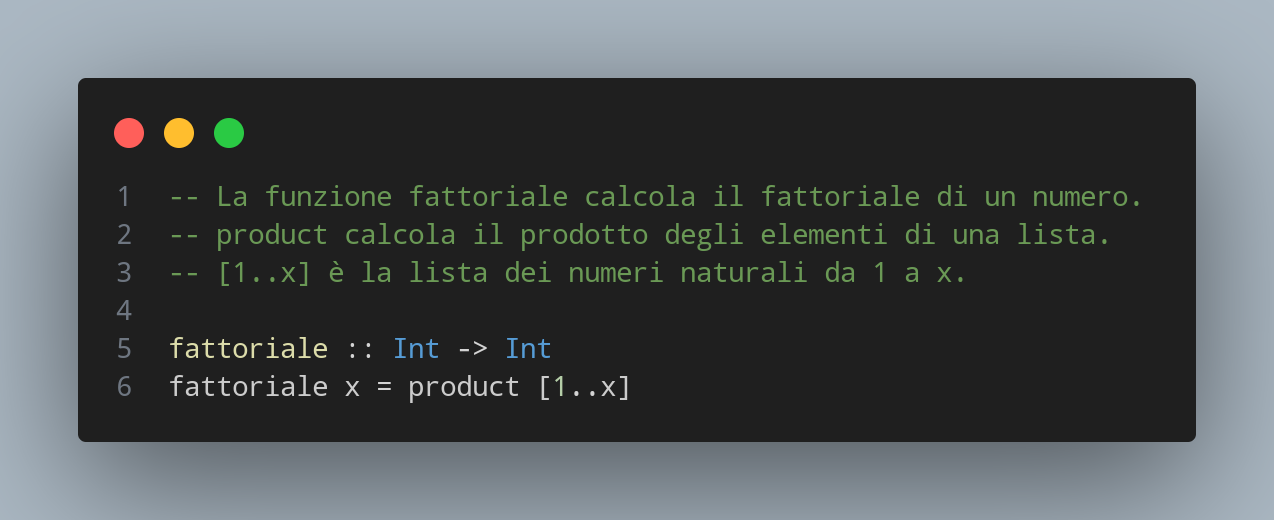 1 -- La funzione fattoriale calcola il fattoriale di un numero.
2 -- product calcola il prodotto degli elementi di una lista.
3 -- [1..x] è la lista dei numeri naturali da 1 a x.
4
5 fattoriale :: Int -> Int
6 fattoriale x = product [1..x]